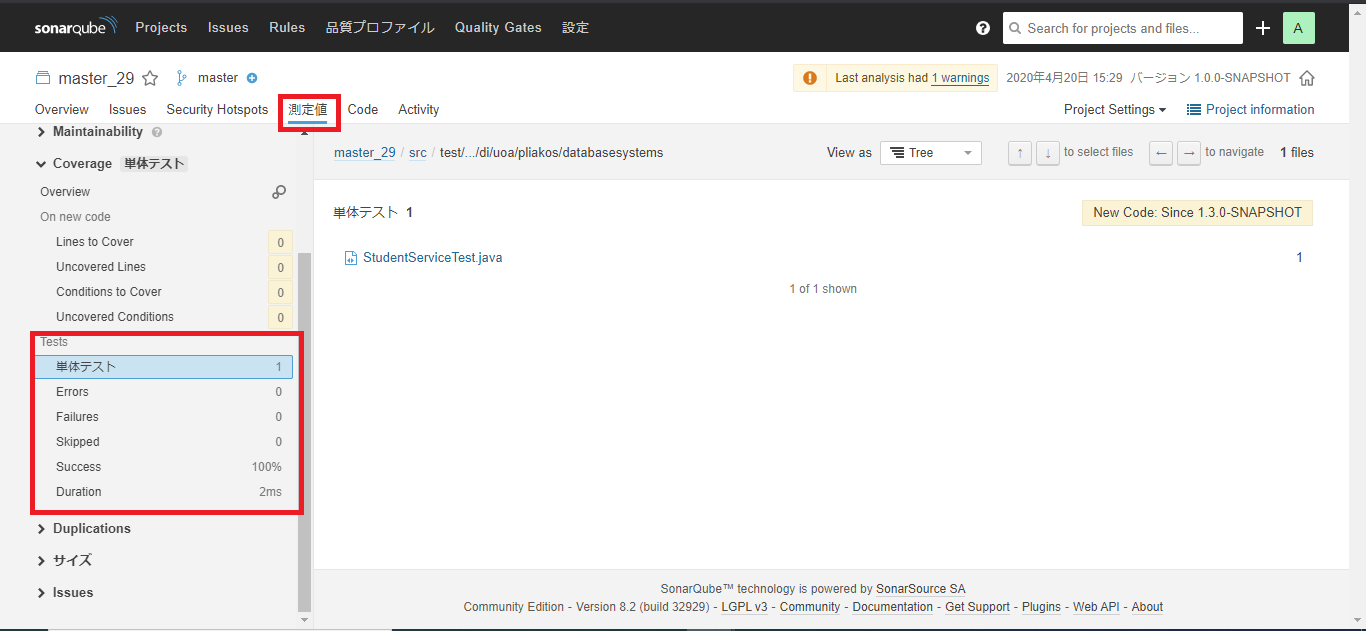 sonarqube Projects Issues Rules 品質プロファイル Quality Gates 設定 ? Search for projects and files... + A
master_29 master Last analysis had 1 warnings 2020年4月20日 15:29 バージョン 1.0.0-SNAPSHOT
Overview Issues Security Hotspots 測定値 Code Activity Project Settings Project information
Maintainability ?
Coverage 単体テスト
Overview
On new code
Lines to Cover 0
Uncovered Lines 0
Conditions to Cover 0
Uncovered Conditions 0
Tests
単体テスト 1
Errors 0
Failures 0
Skipped 0
Success 100%
Duration 2ms
Duplications
サイズ
Issues
master_29 / src / test/.../di/uoa/pliakos/databasesystems View as Tree ↑ ↓ to select files ← → to navigate 1 files
単体テスト 1 New Code: Since 1.3.0-SNAPSHOT
StudentServiceTest.java 1
1 of 1 shown
SonarQube™ technology is powered by SonarSource SA
Community Edition - Version 8.2 (build 32929) - LGPL v3 - Community - Documentation - Get Support - Plugins - Web API - About